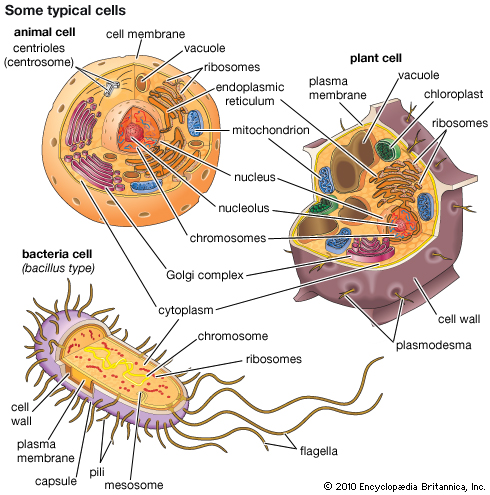 Some typical cells
animal cell
centrioles
(centrosome)
cell membrane
vacuole
ribosomes
endoplasmic
reticulum
mitochondrion
nucleus
nucleolus
chromosomes
Golgi complex
cytoplasm
plant cell
plasma
membrane
vacuole
chloroplast
ribosomes
cell wall
plasmodesma
bacteria cell
(bacillus type)
chromosome
ribosomes
cell
wall
plasma
membrane
capsule
pili
mesosome
flagella
© 2010 Encyclopædia Britannica, Inc.